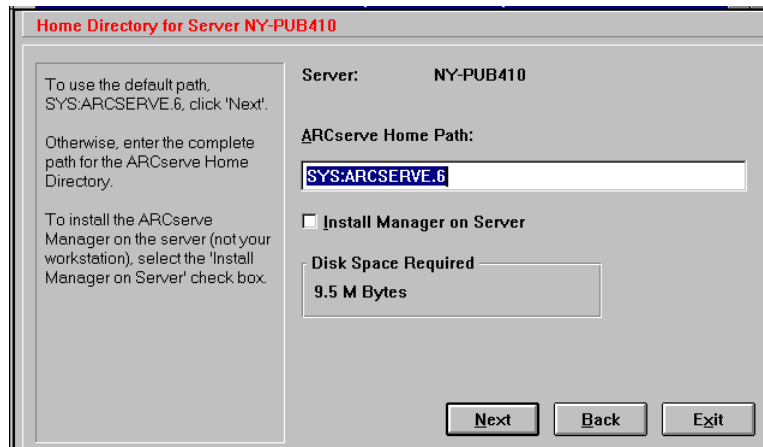 Home Directory for Server NY-PUB410
To use the default path,
SYS:ARCSERVE.6, click 'Next'.
Otherwise, enter the complete
path for the ARCserve Home
Directory.
To install the ARCserve
Manager on the server (not your
workstation), select the 'Install
Manager on Server' check box.
Server: NY-PUB410
ARCserve Home Path:
SYS:ARCSERVE.6
Install Manager on Server
Disk Space Required
9.5 M Bytes
Next Back Exit